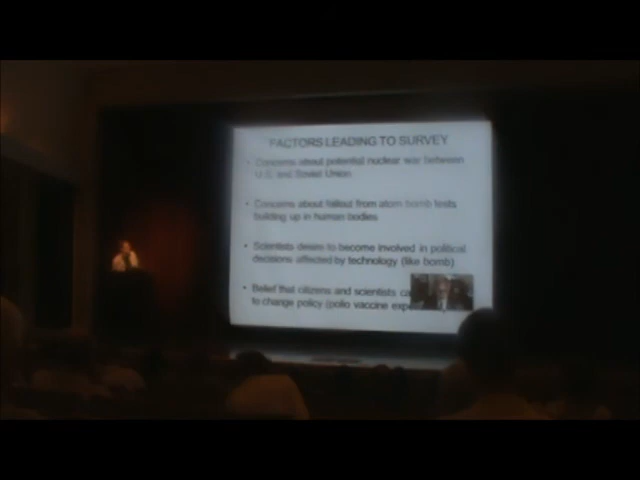 FACTORS LEADING TO SURVEY
• Concerns about potential nuclear war between
U.S. and Soviet Union
• Concerns about fallout from atom bomb tests
building up in human bodies
• Scientists desire to become involved in political
decisions affected by technology (like bomb)
• Belief that citizens and scientists
to change policy (polio vaccine